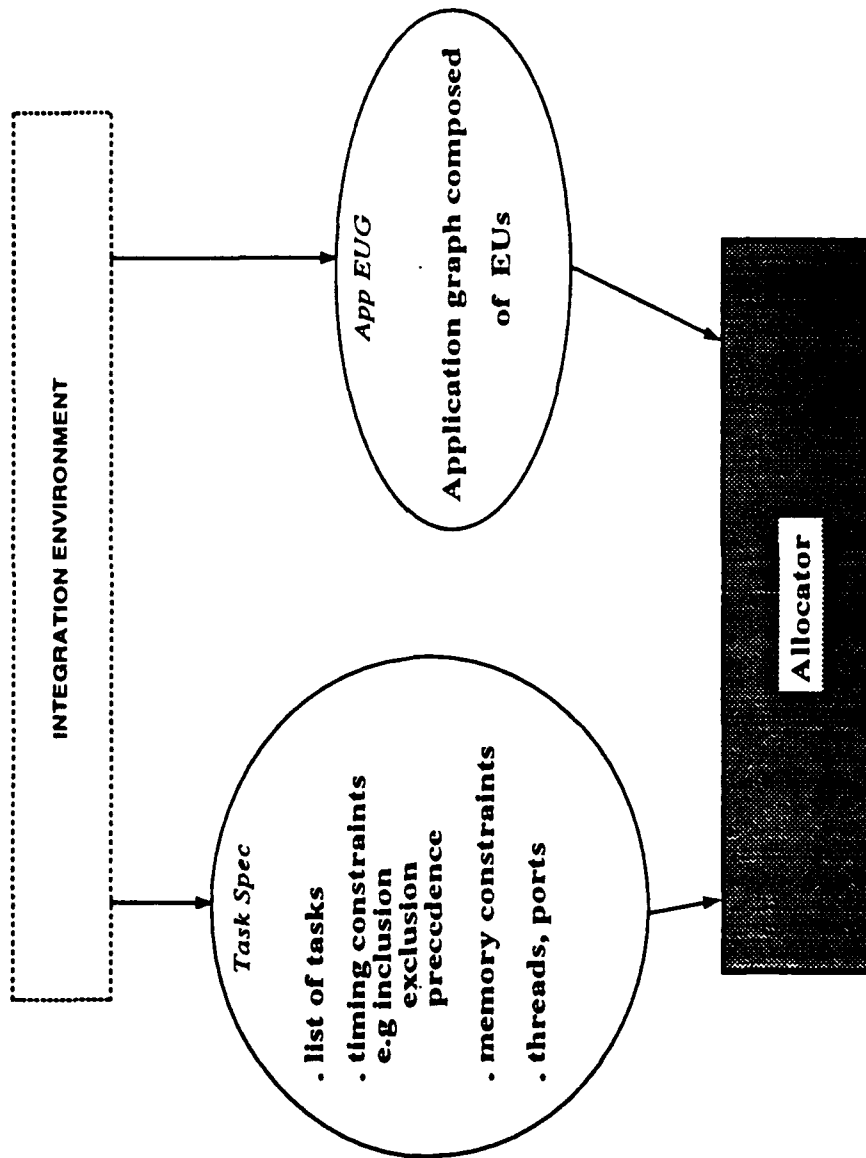 INTEGRATION ENVIRONMENT
Task Spec
. list of tasks
. timing constraints
e.g inclusion
exclusion
precedence
. memory constraints
. threads, ports
App EUG
Application graph composed
of EUs
Allocator